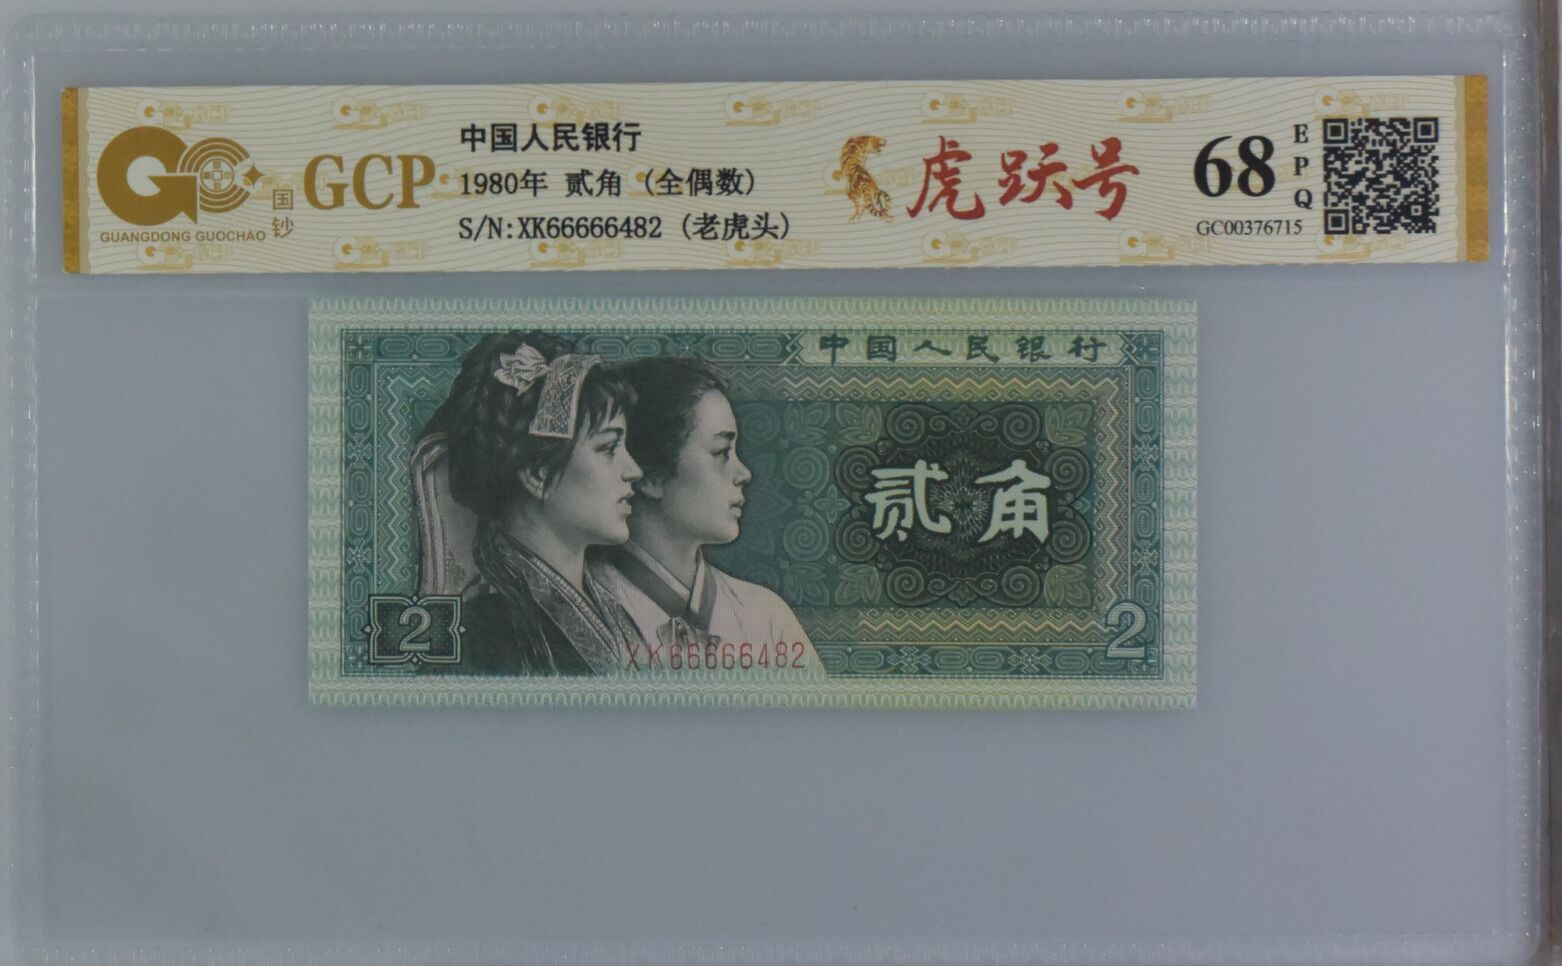 中国人民银行
1980年 贰角 (全偶数)
S/N:XK66666482 (老虎头)
GCP
国钞
GUANGDONG GUOCHAO
虎跃号
68
EPQ
GC00376715
中国人民银行
贰角
2
2
XK66666482